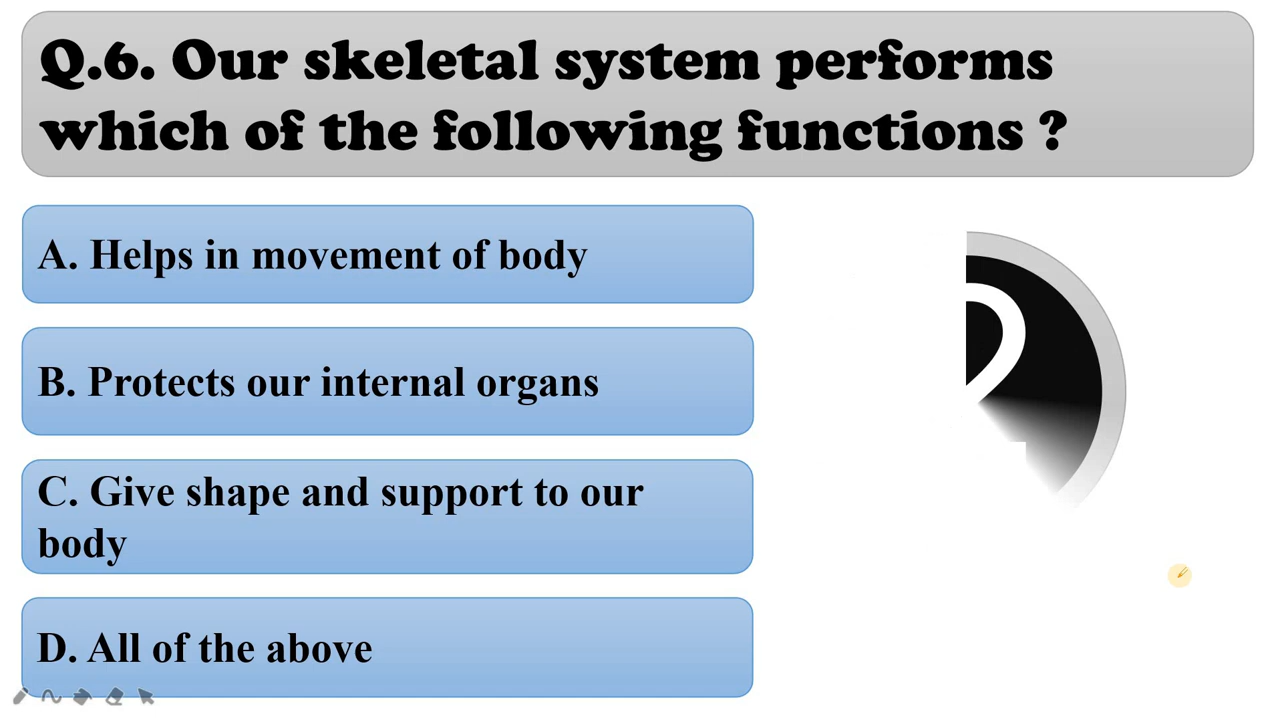 Q.6. Our skeletal system performs
which of the following functions ?
A. Helps in movement of body
B. Protects our internal organs
C. Give shape and support to our
body
D. All of the above